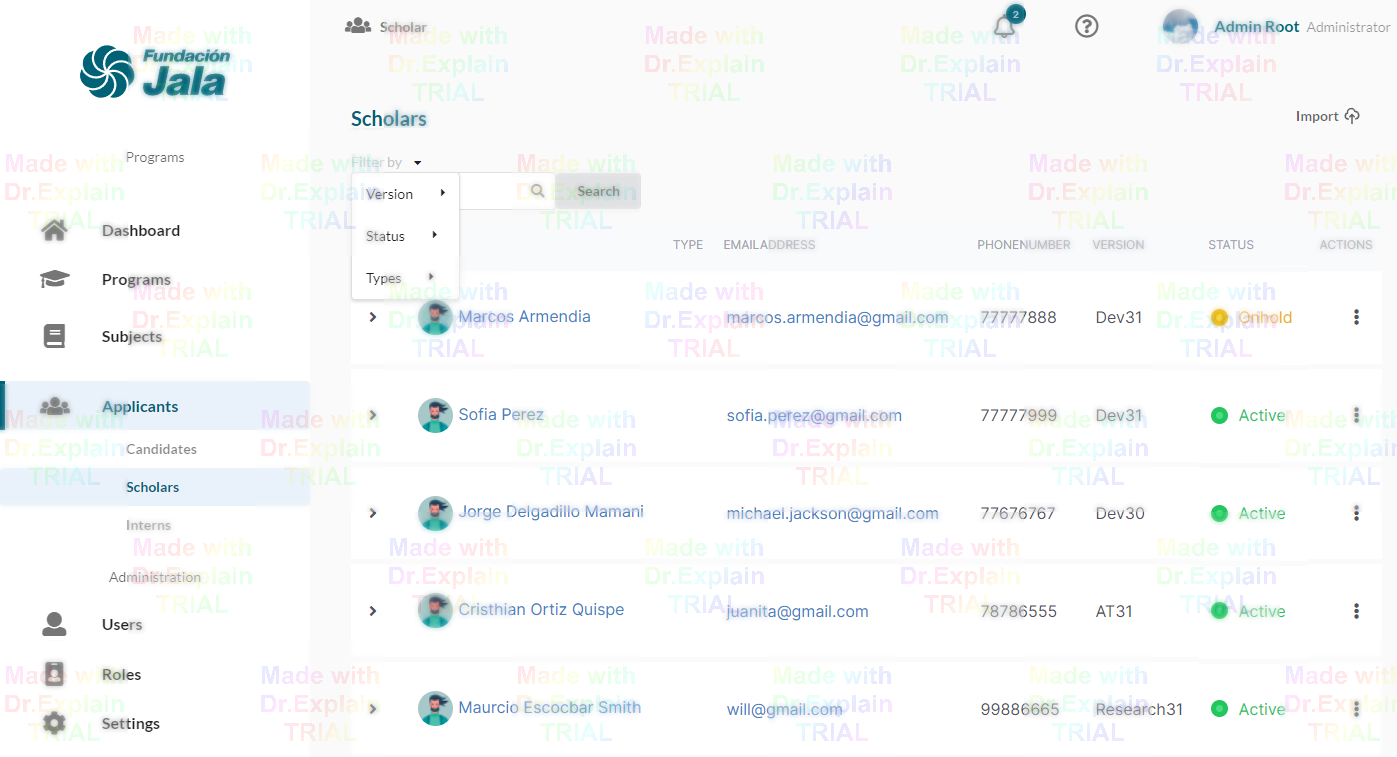 Fundación
Jala
Programs
Dashboard
Programs
Subjects
Applicants
Candidates
Scholars
Interns
Administration
Users
Roles
Settings
Scholar
2
Admin Root Administrator
Scholars
Import
Filter by
Version
Status
Types
Search
TYPE EMAILADDRESS PHONENUMBER VERSION STATUS ACTIONS
Marcos Armendia marcos.armendia@gmail.com 77777888 Dev31 Onhold
Sofia Perez sofia.perez@gmail.com 77777999 Dev31 Active
Jorge Delgadillo Mamani michael.jackson@gmail.com 77676767 Dev30 Active
Cristhian Ortiz Quispe juanita@gmail.com 78786555 AT31 Active
Maurcio Escocbar Smith will@gmail.com 99886665 Research31 Active
Made with
Dr.Explain
TRIAL